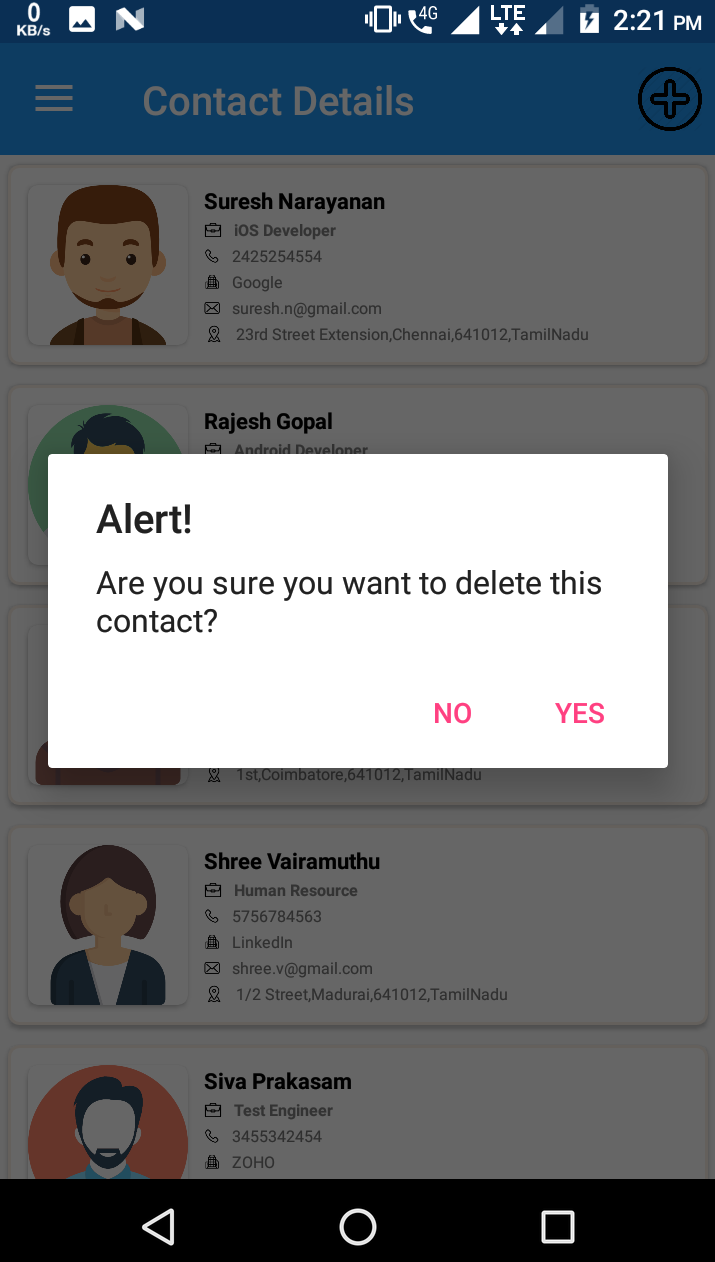 0
KB/s
4G
LTE
2:21 PM
Contact Details
Suresh Narayanan
iOS Developer
2425254554
Google
suresh.n@gmail.com
23rd Street Extension,Chennai,641012,TamilNadu
Rajesh Gopal
Android Developer
Alert!
Are you sure you want to delete this
contact?
NO YES
1st,Coimbatore,641012,TamilNadu
Shree Vairamuthu
Human Resource
5756784563
LinkedIn
shree.v@gmail.com
1/2 Street,Madurai,641012,TamilNadu
Siva Prakasam
Test Engineer
3455342454
ZOHO